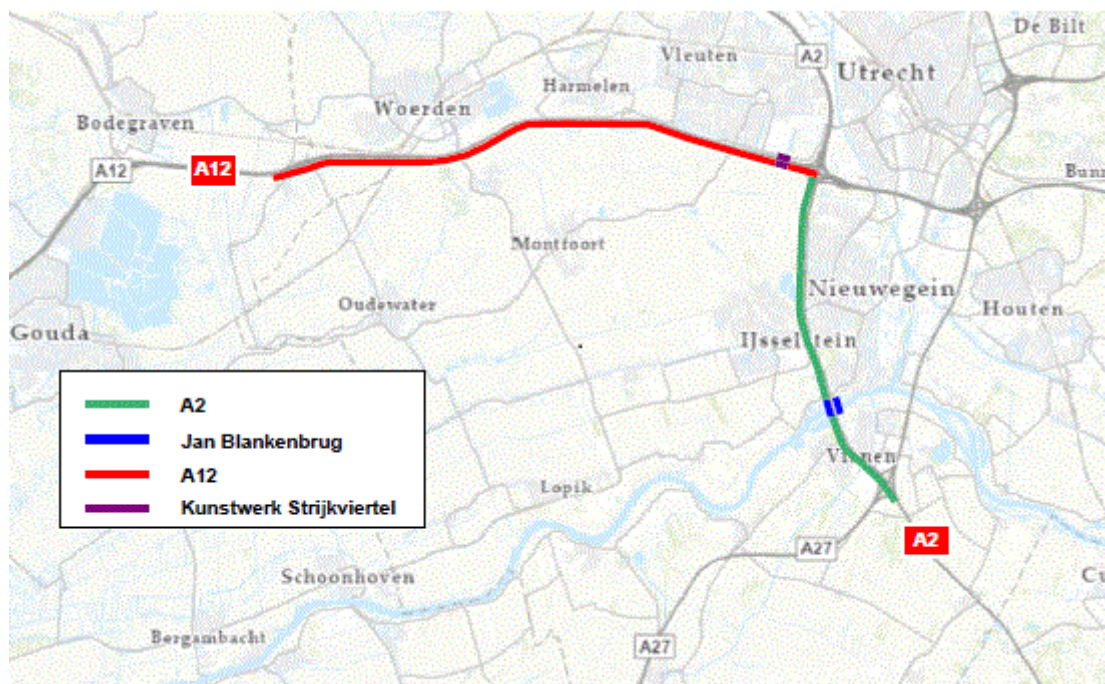 De Bilt
Vleuten
A2
Utrecht
Harmelen
Woerden
Bodegraven
A12
A12
Bunn
Montfoort
Nieuwegein
Oudewater
Houten
Gouda
IJsselstein
A2
Jan Blankenbrug
A12
Kunstwerk Strijkviertel
Vianen
Lopik
A2
A27
Schoonhoven
Cu
Bergambacht
A27